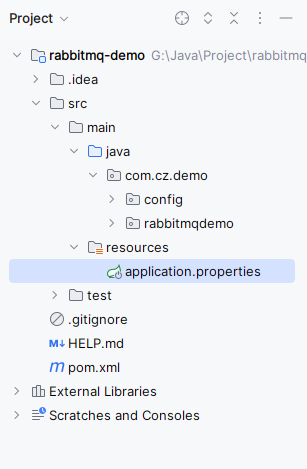 Project
rabbitmq-demo G:\Java\Project\rabbitmq
.idea
src
main
java
com.cz.demo
config
rabbitmqdemo
resources
application.properties
test
.gitignore
M↓ HELP.md
m pom.xml
External Libraries
Scratches and Consoles